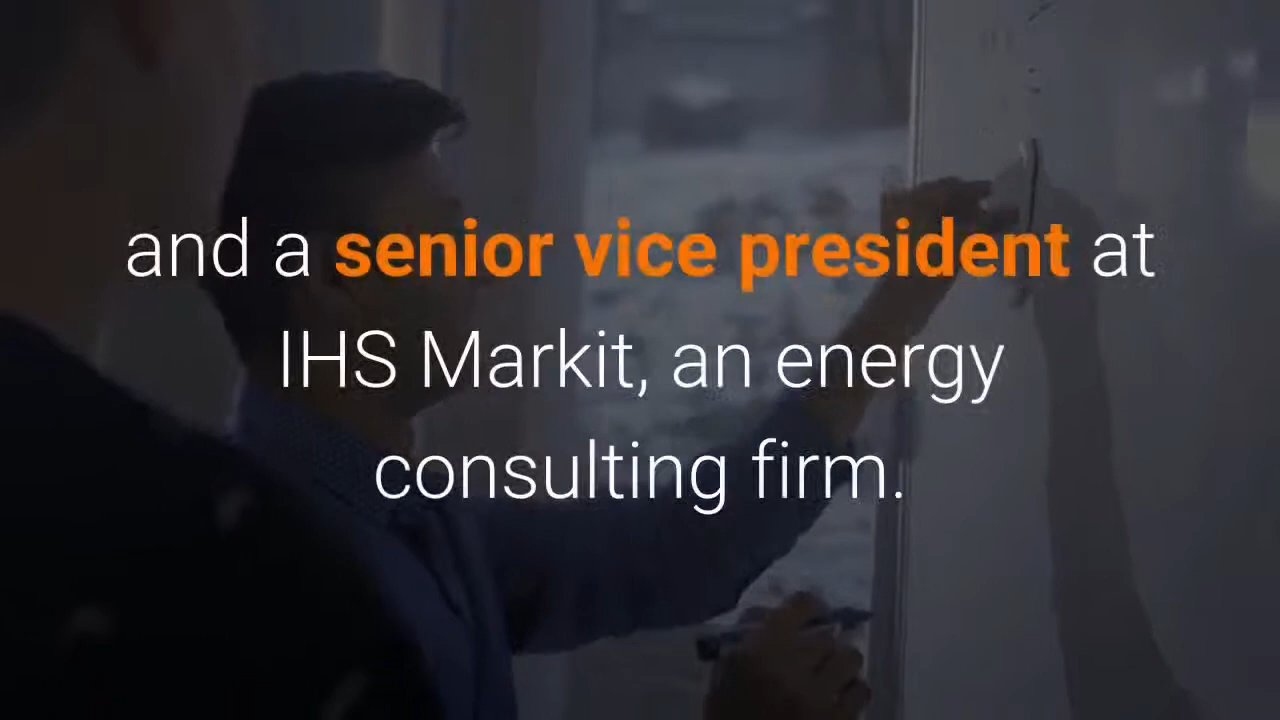 and a senior vice president at
IHS Markit, an energy
consulting firm.